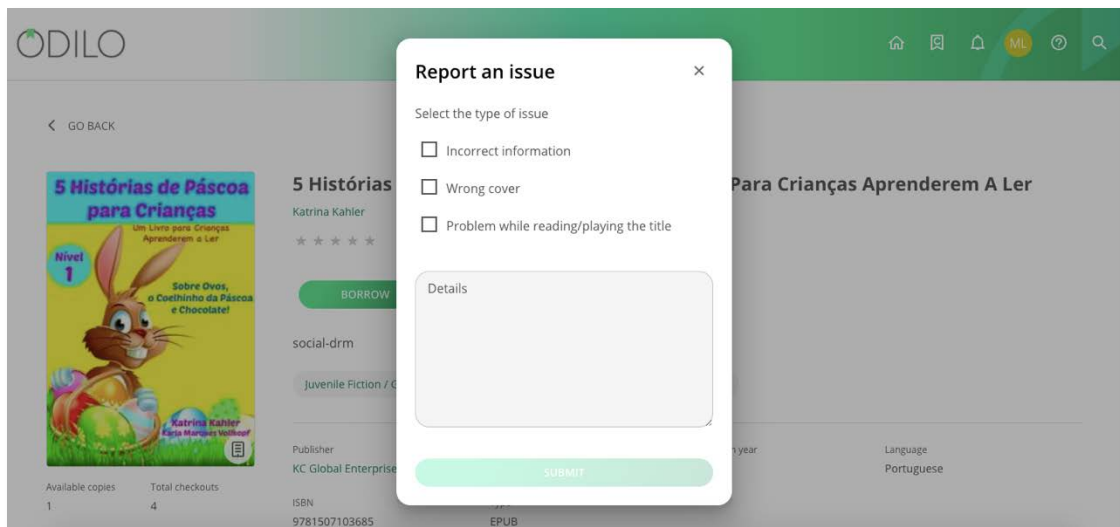 ODILO
ML
Report an issue
Select the type of issue
Incorrect information
Wrong cover
Problem while reading/playing the title
Details
SUBMIT
GO BACK
5 Histórias de Páscoa
para Crianças
Um Livro para Crianças
Aprenderem a Ler
Nível
1
Sobre Ovos,
o Coelhinho da Páscoa
e Chocolate!
Katrina Kahler
Karla Marques Vollkopf
Available copies
1
Total checkouts
4
5 Histórias Para Crianças Aprenderem A Ler
Katrina Kahler
BORROW
social-drm
Juvenile Fiction /
Publisher
KC Global Enterprise
ISBN
9781507103685
EPUB
year
Language
Portuguese